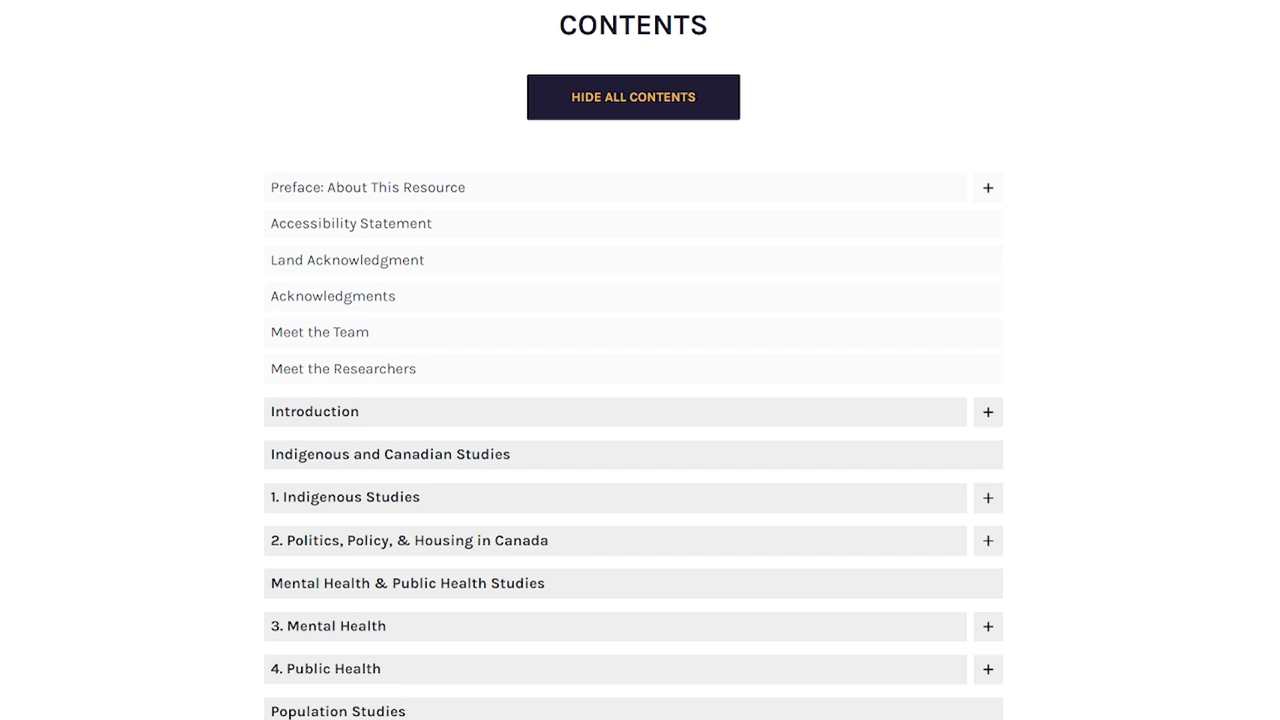 CONTENTS
HIDE ALL CONTENTS
Preface: About This Resource +
Accessibility Statement
Land Acknowledgment
Acknowledgments
Meet the Team
Meet the Researchers
Introduction +
Indigenous and Canadian Studies
1. Indigenous Studies +
2. Politics, Policy, & Housing in Canada +
Mental Health & Public Health Studies
3. Mental Health +
4. Public Health +
Population Studies